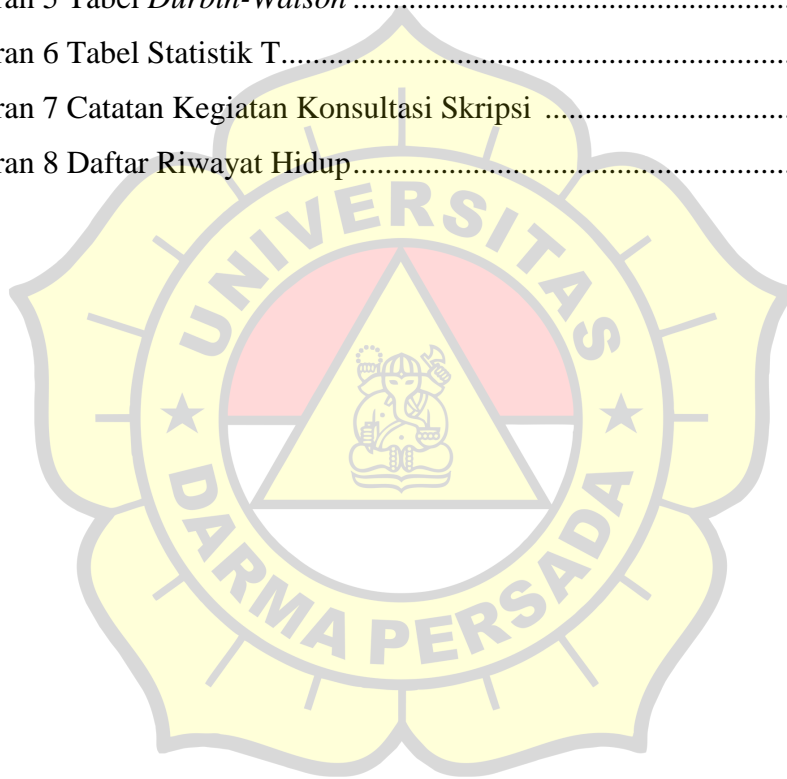 ran 5 Tabel Durbin-Watson ........................................................
ran 6 Tabel Statistik T................................................................
ran 7 Catatan Kegiatan Konsultasi Skripsi ................................
ran 8 Daftar Riwayat Hidup.......................................................
UNIVERSITAS
DARMA PERSADA